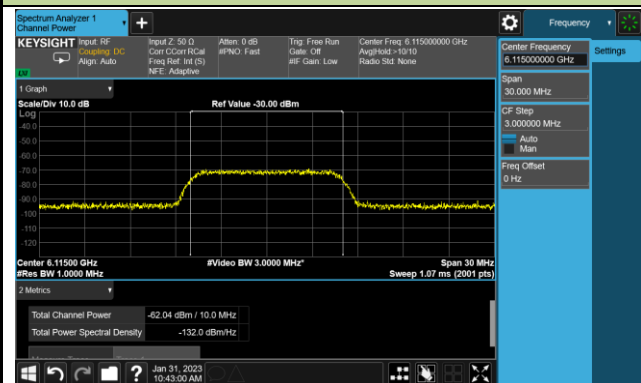 Spectrum Analyzer 1
Channel Power
+
Frequency
KEYSIGHT
Input: RF
Coupling: DC
Align: Auto
Input Z: 50 Ω
Corr CCorr RCal
Freq Ref: Int (S)
NFE: Adaptive
Atten: 0 dB
#PNO: Fast
Trig: Free Run
Gate: Off
#IF Gain: Low
Center Freq: 6.115000000 GHz
Avg|Hold:>10/10
Radio Std: None
Center Frequency
6.115000000 GHz
Settings
Span
30.000 MHz
CF Step
3.000000 MHz
Auto
Man
Freq Offset
0 Hz
1 Graph
Scale/Div 10.0 dB
Ref Value -30.00 dBm
Log
-40.0
-50.0
-60.0
-70.0
-80.0
-90.0
-100
-110
-120
Center 6.11500 GHz
#Video BW 3.0000 MHz*
Span 30 MHz
#Res BW 1.0000 MHz
Sweep 1.07 ms (2001 pts)
2 Metrics
Total Channel Power
-62.04 dBm / 10.0 MHz
Total Power Spectral Density
-132.0 dBm/Hz
?
Jan 31, 2023
10:43:00 AM